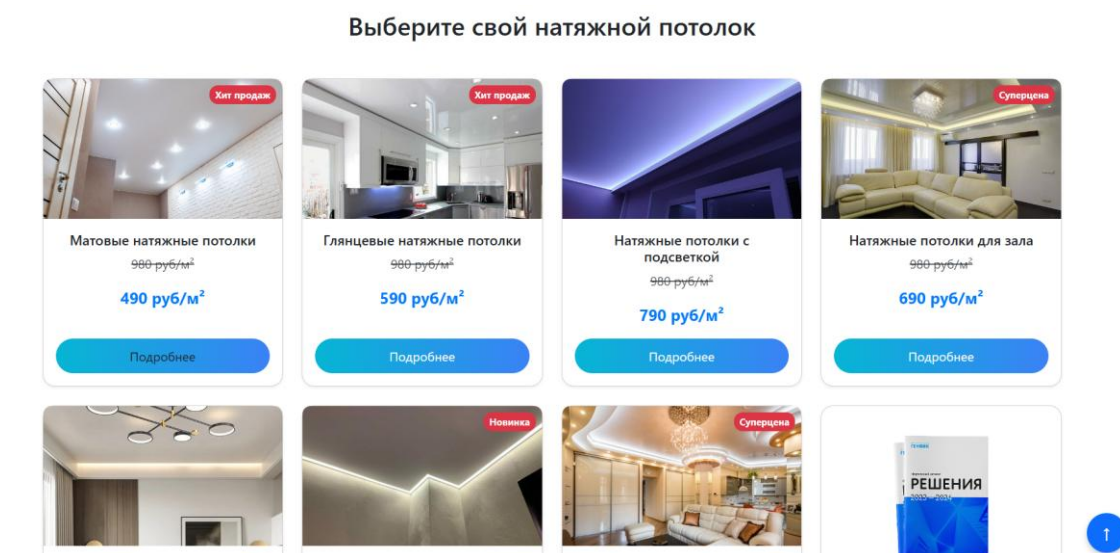 Выберите свой натяжной потолок
Хит продаж
Хит продаж
Суперцена
Матовые натяжные потолки
980 руб/м²
490 руб/м²
Подробнее
Глянцевые натяжные потолки
980 руб/м²
590 руб/м²
Подробнее
Натяжные потолки с
подсветкой
980 руб/м²
790 руб/м²
Подробнее
Натяжные потолки для зала
980 руб/м²
690 руб/м²
Подробнее
Новинка
Суперцена
РЕШЕНИЯ